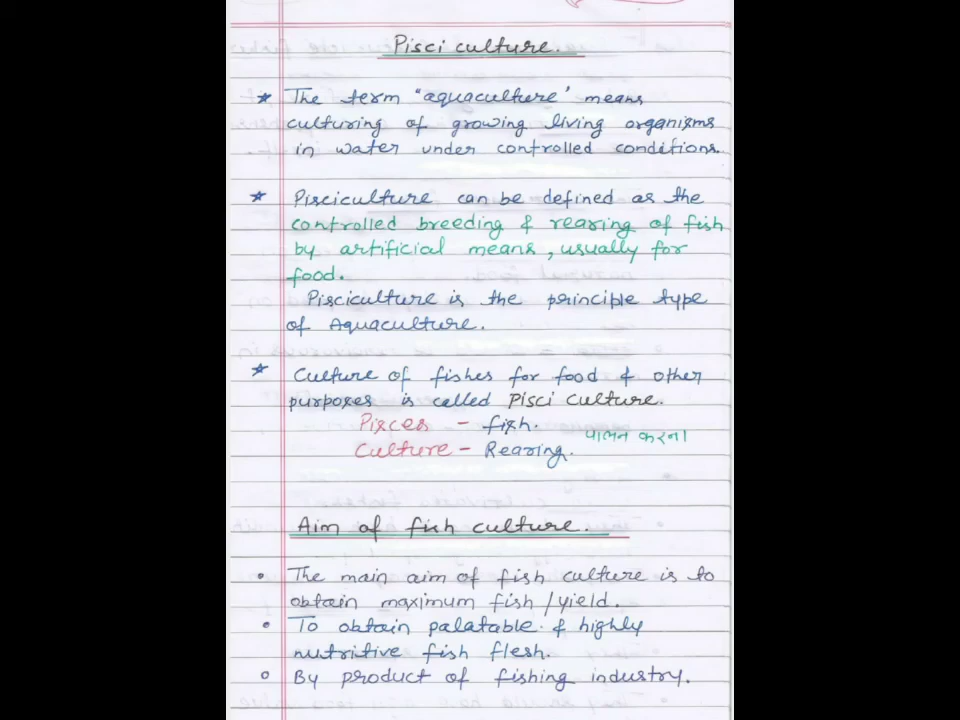 Pisci culture.
* The term "aquaculture" means
culturing of growing living organisms
in water under controlled conditions.
* Pisciculture can be defined as the
controlled breeding & rearing of fish
by artificial means, usually for
food.
Pisciculture is the principle type
of Aquaculture.
* Culture of fishes for food & other
purposes is called Pisci Culture.
Pisces - fish.
Culture - Rearing. पालन करना।
Aim of fish culture.
• The main aim of fish culture is to
obtain maximum fish/yield.
• To obtain palatable & highly
nutritive fish flesh.
• By product of fishing industry.